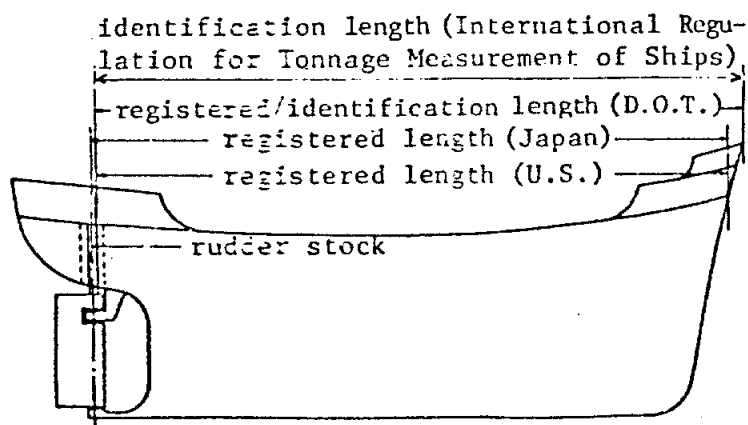 identification length (International Regu-
lation for Tonnage Measurement of Ships)
registered/identification length (D.O.T.)
registered length (Japan)
registered length (U.S.)
rudder stock